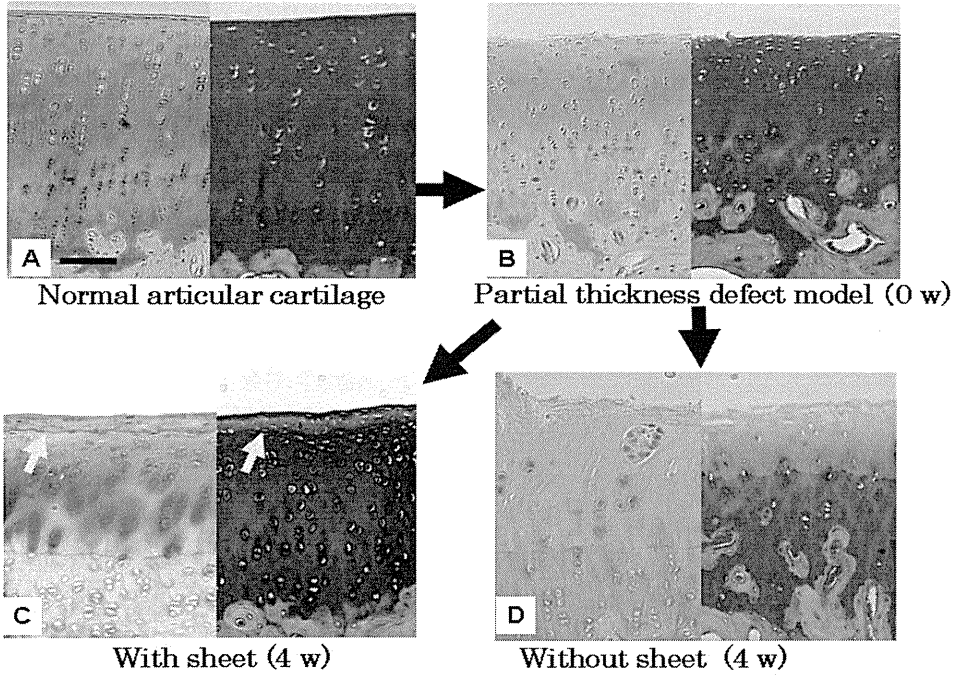 A
Normal articular cartilage
B
Partial thickness defect model (0 w)
C
With sheet (4 w)
D
Without sheet (4 w)